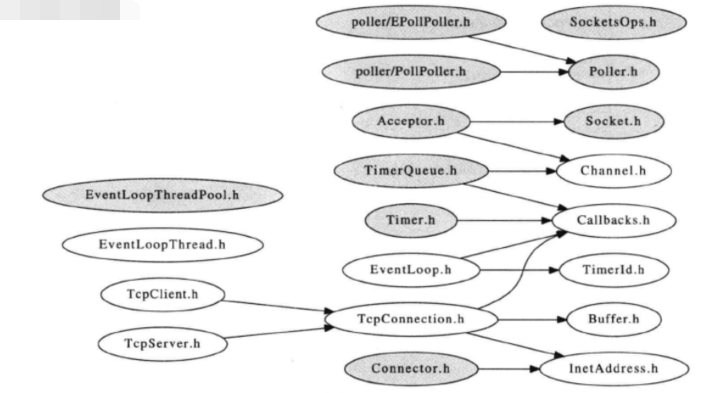 poller/EPollPoller.h
SocketsOps.h
poller/PollPoller.h
Poller.h
Acceptor.h
Socket.h
TimerQueue.h
Channel.h
EventLoopThreadPool.h
Timer.h
Callbacks.h
EventLoopThread.h
EventLoop.h
TimerId.h
TcpClient.h
TcpConnection.h
Buffer.h
TcpServer.h
Connector.h
InetAddress.h